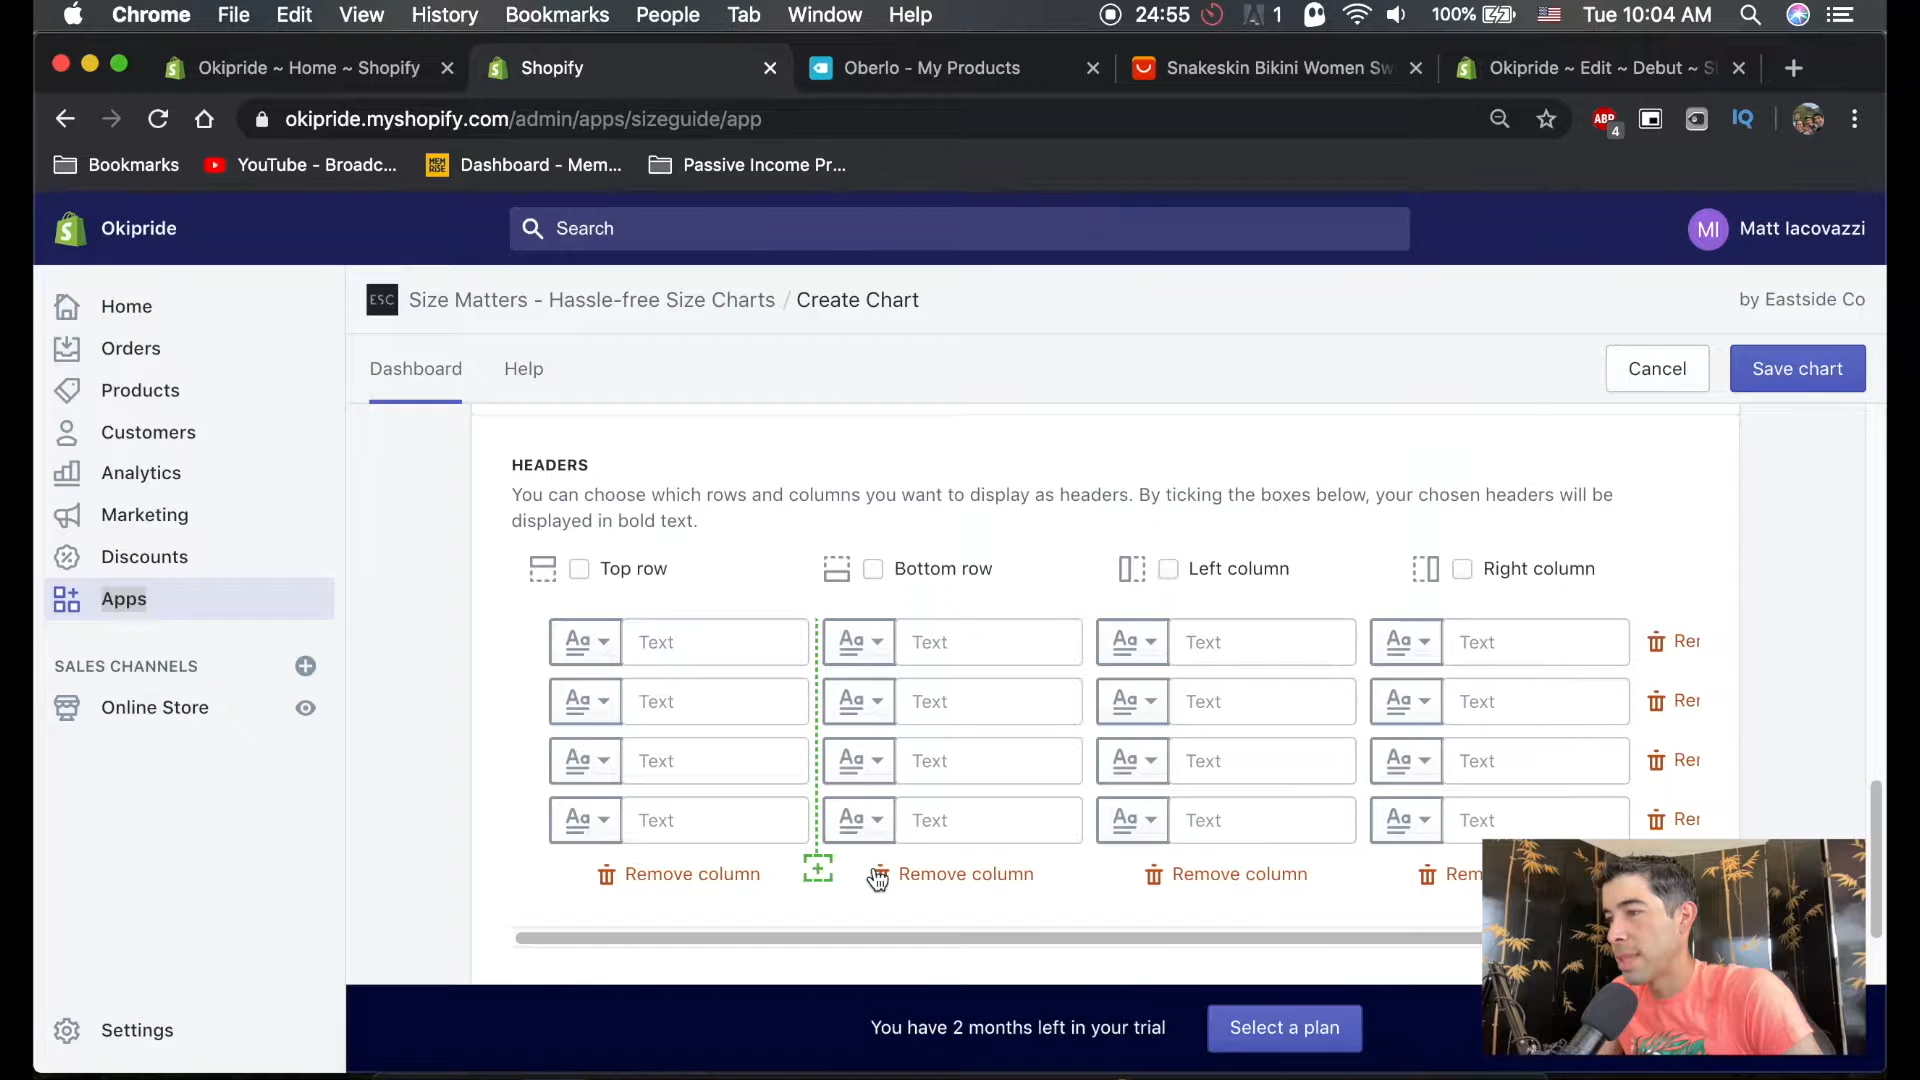 Chrome File Edit View History Bookmarks People Tab Window Help 24:55 1 100% Tue 10:04 AM
Okipride ~ Home ~ Shopify Shopify Oberlo - My Products Snakeskin Bikini Women Sw Okipride ~ Edit ~ Debut ~ S
okipride.myshopify.com/admin/apps/sizeguide/app ABP 4 IQ
Bookmarks YouTube - Broadc... MEM RISE Dashboard - Mem... Passive Income Pr...
Okipride Search MI Matt Iacovazzi
Home
Orders
Products
Customers
Analytics
Marketing
Discounts
Apps
SALES CHANNELS
Online Store
Settings
ESC Size Matters - Hassle-free Size Charts / Create Chart by Eastside Co
Dashboard Help Cancel Save chart
HEADERS
You can choose which rows and columns you want to display as headers. By ticking the boxes below, your chosen headers will be
displayed in bold text.
Top row Bottom row Left column Right column
Aa Text Aa Text Aa Text Aa Text Rer
Aa Text Aa Text Aa Text Aa Text Rer
Aa Text Aa Text Aa Text Aa Text Rer
Aa Text Aa Text Aa Text Aa Text Rer
Remove column Remove column Remove column Rem
You have 2 months left in your trial Select a plan